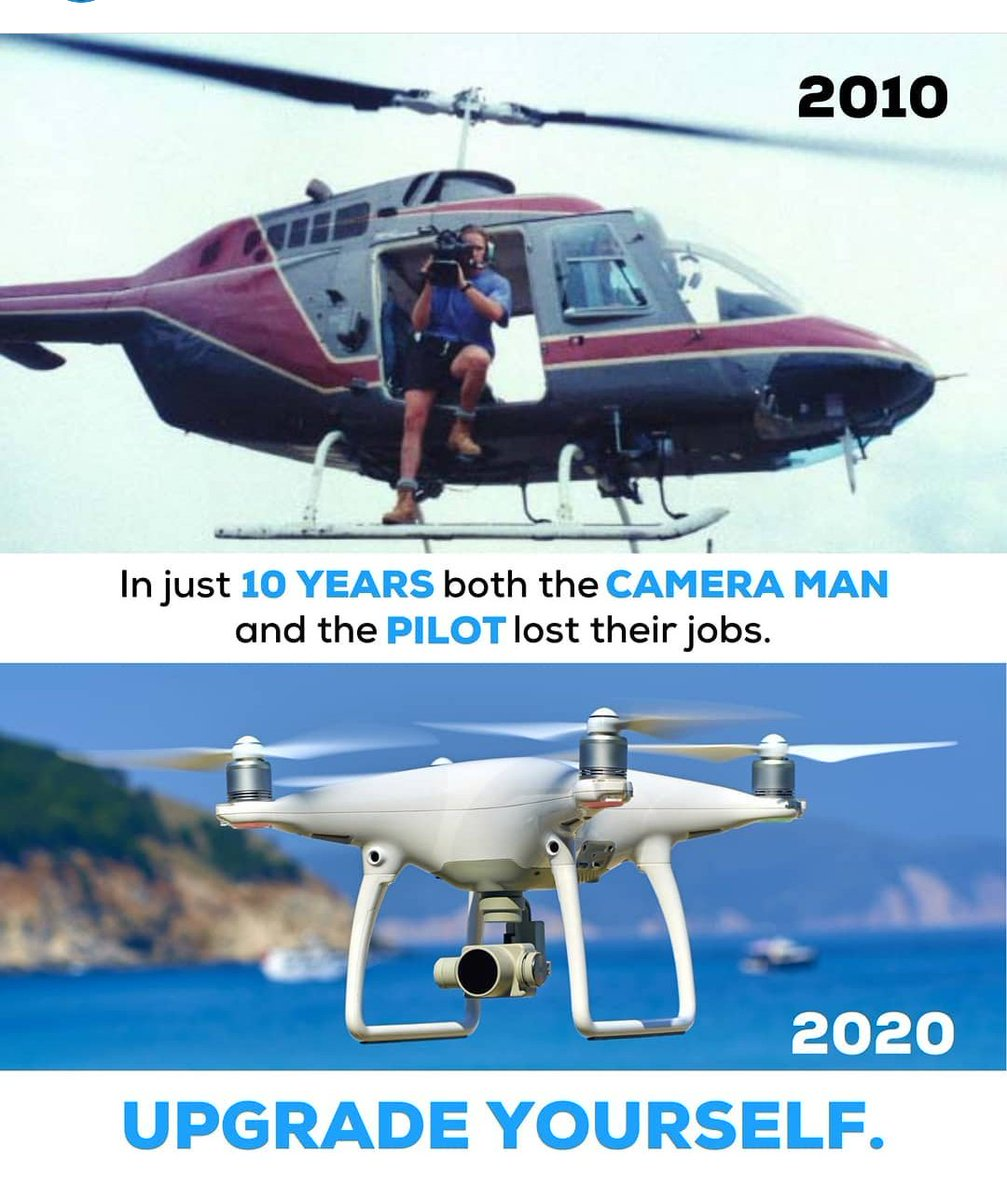 2010
In just 10 YEARS both the CAMERA MAN
and the PILOT lost their jobs.
2020
UPGRADE YOURSELF.